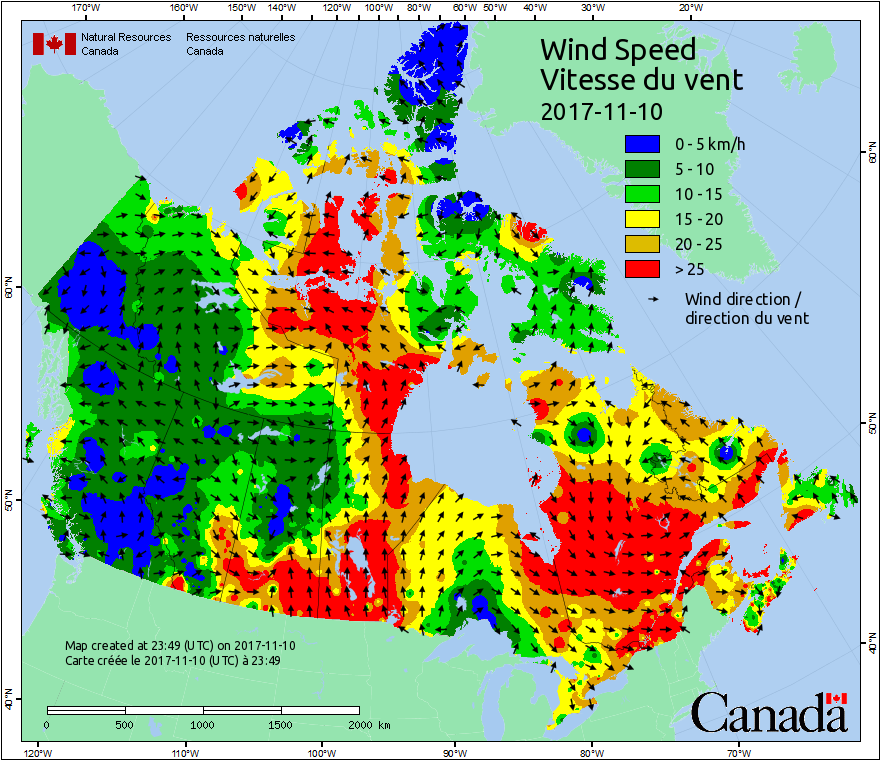 170°W 160°W 150°W 140°W 130°W 120°W 110°W 100°W 90°W 80°W 70°W 60°W 50°W 40°W 30°W 20°W
Natural Resources Ressources naturelles
Canada Canada
Wind Speed
Vitesse du vent
2017-11-10
0 - 5 km/h
5 - 10
10 - 15
15 - 20
20 - 25
> 25
Wind direction /
direction du vent
60°N
60°N
50°N
50°N
40°N
40°N
Map created at 23:49 (UTC) on 2017-11-10
Carte créée le 2017-11-10 (UTC) à 23:49
0 500 1000 1500 2000 km
Canada
120°W 110°W 100°W 90°W 80°W 70°W